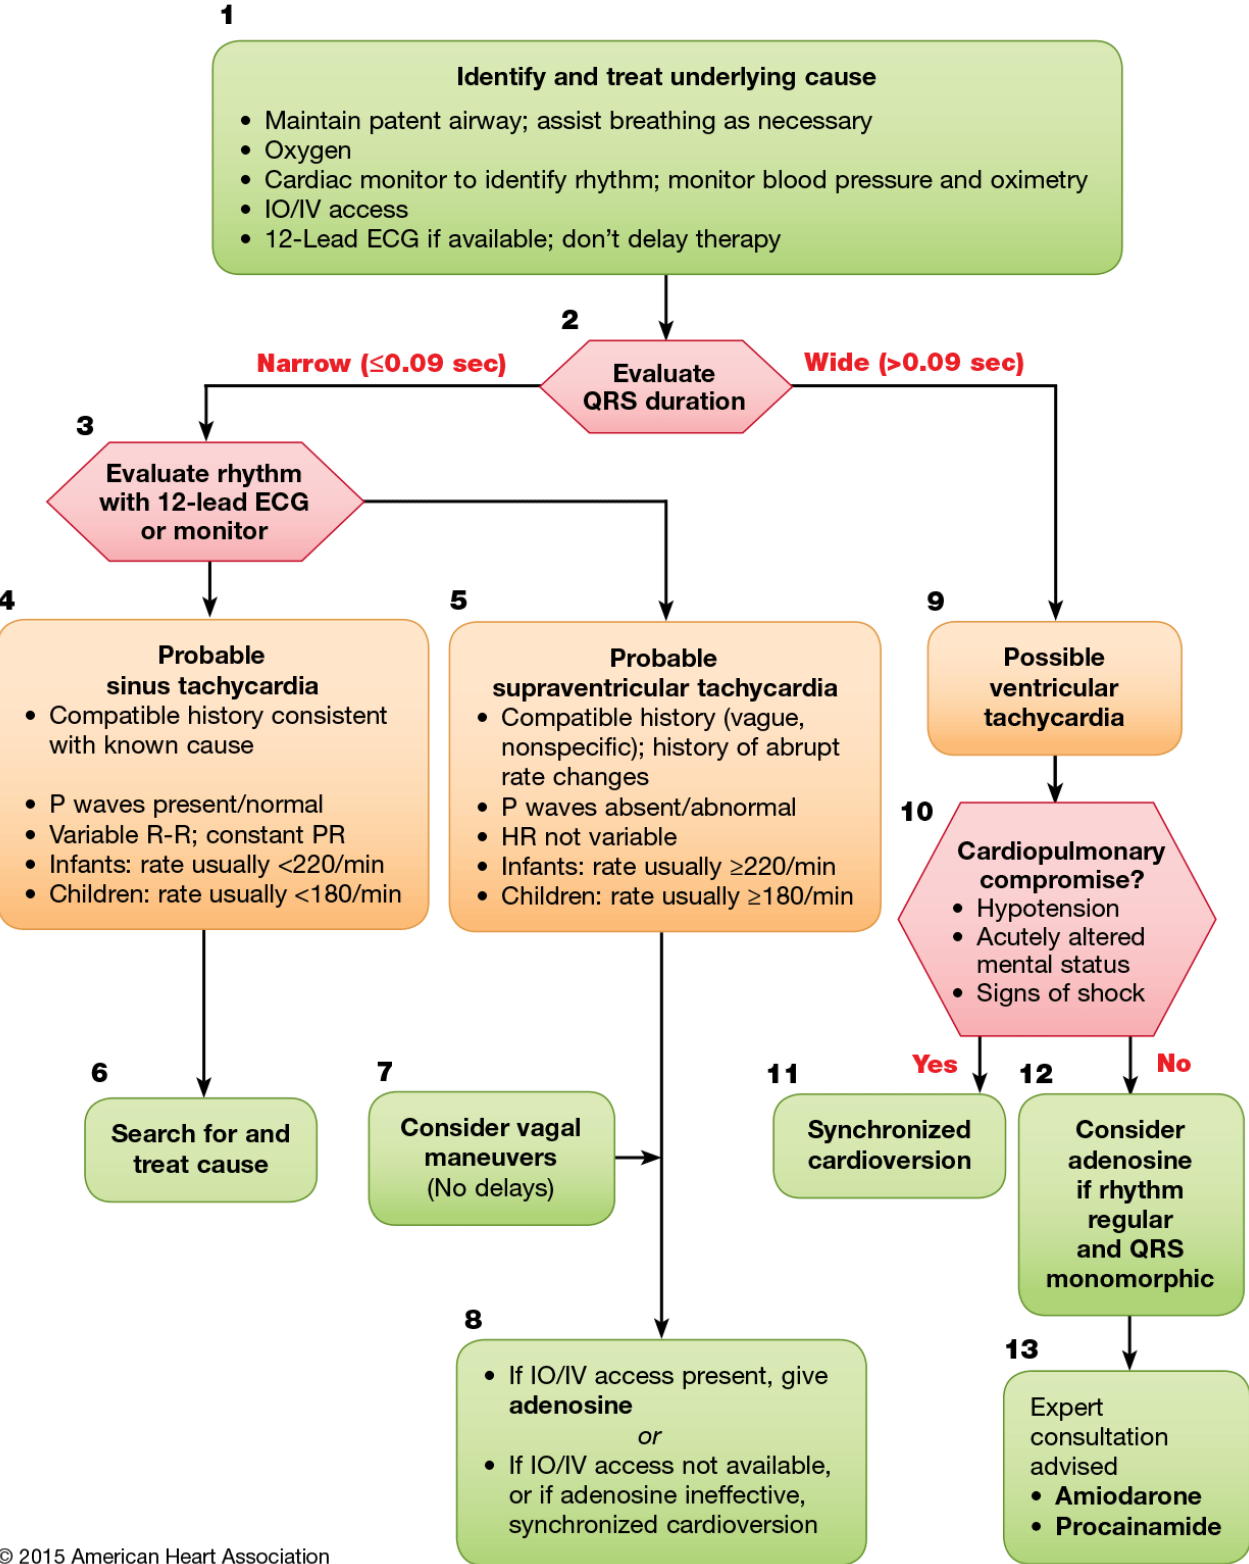 1
Identify and treat underlying cause
• Maintain patent airway; assist breathing as necessary
• Oxygen
• Cardiac monitor to identify rhythm; monitor blood pressure and oximetry
• IO/IV access
• 12-Lead ECG if available; don’t delay therapy
2
Narrow (≤0.09 sec)
Evaluate
QRS duration
Wide (>0.09 sec)
3
Evaluate rhythm
with 12-lead ECG
or monitor
4
Probable
sinus tachycardia
• Compatible history consistent
with known cause
• P waves present/normal
• Variable R-R; constant PR
• Infants: rate usually <220/min
• Children: rate usually <180/min
5
Probable
supraventricular tachycardia
• Compatible history (vague,
nonspecific); history of abrupt
rate changes
• P waves absent/abnormal
• HR not variable
• Infants: rate usually ≥220/min
• Children: rate usually ≥180/min
9
Possible
ventricular
tachycardia
10
Cardiopulmonary
compromise?
• Hypotension
• Acutely altered
mental status
• Signs of shock
6
Search for and
treat cause
7
Consider vagal
maneuvers
(No delays)
Yes
No
11
Synchronized
cardioversion
12
Consider
adenosine
if rhythm
regular
and QRS
monomorphic
8
• If IO/IV access present, give
adenosine
or
• If IO/IV access not available,
or if adenosine ineffective,
synchronized cardioversion
13
Expert
consultation
advised
• Amiodarone
• Procainamide
© 2015 American Heart Association